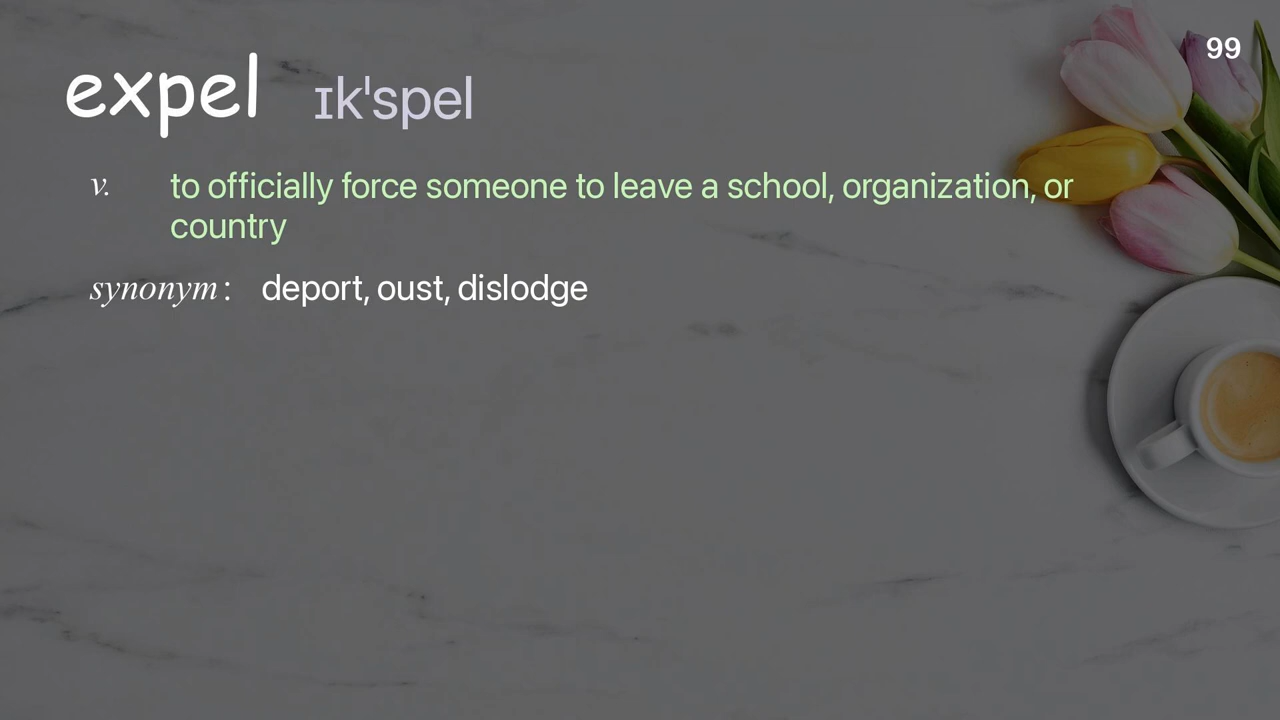 99
expel ɪk'spel
v. to officially force someone to leave a school, organization, or
country
synonym: deport, oust, dislodge